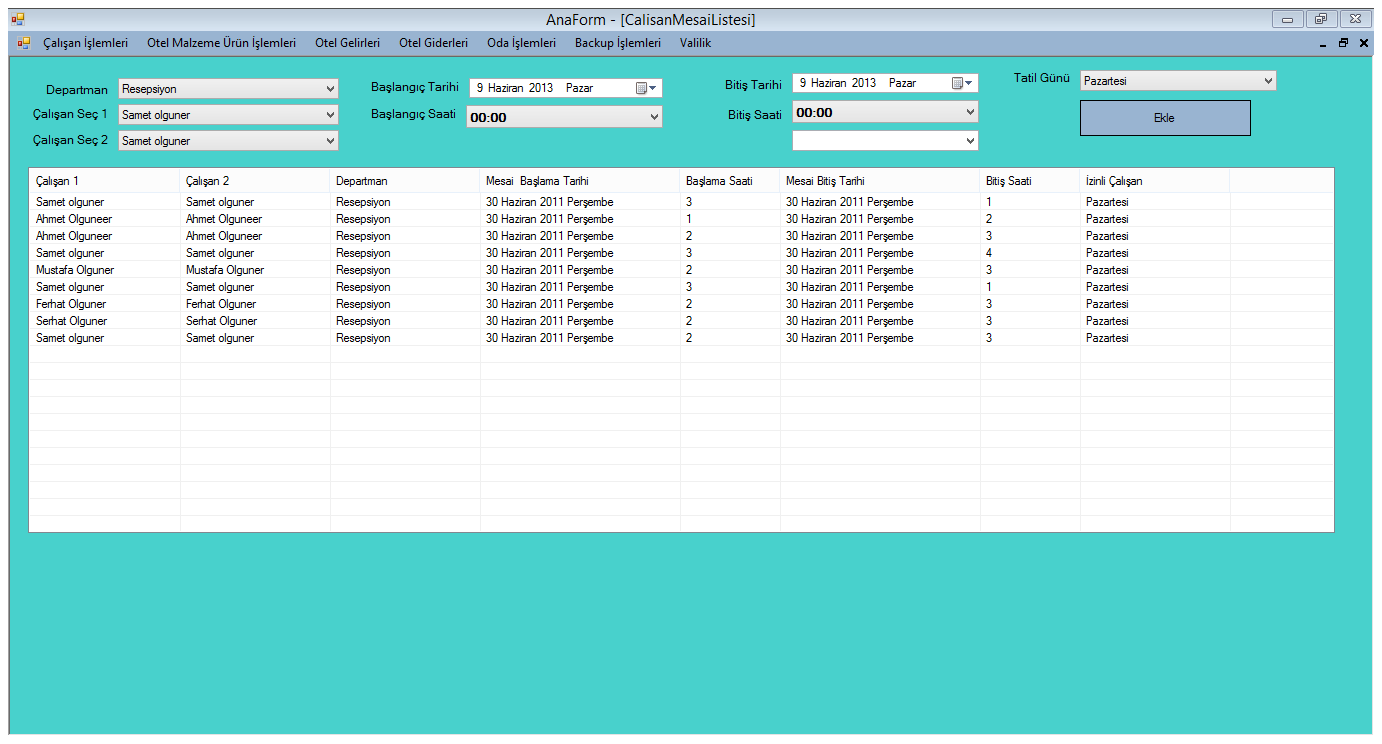 AnaForm - [CalisanMesaiListesi]
Çalışan İşlemleri Otel Malzeme Ürün İşlemleri Otel Gelirleri Otel Giderleri Oda İşlemleri Backup İşlemleri Valilik
Departman Resepsiyon Başlangıç Tarihi 9 Haziran 2013 Pazar Bitiş Tarihi 9 Haziran 2013 Pazar Tatil Günü Pazartesi
Çalışan Seç 1 Samet olguner Başlangıç Saati 00:00 Bitiş Saati 00:00 Ekle
Çalışan Seç 2 Samet olguner
Çalışan 1 Çalışan 2 Departman Mesai Başlama Tarihi Başlama Saati Mesai Bitiş Tarihi Bitiş Saati İzinli Çalışan
Samet olguner Samet olguner Resepsiyon 30 Haziran 2011 Perşembe 3 30 Haziran 2011 Perşembe 1 Pazartesi
Ahmet Olguneer Ahmet Olguneer Resepsiyon 30 Haziran 2011 Perşembe 1 30 Haziran 2011 Perşembe 2 Pazartesi
Ahmet Olguneer Ahmet Olguneer Resepsiyon 30 Haziran 2011 Perşembe 2 30 Haziran 2011 Perşembe 3 Pazartesi
Samet olguner Samet olguner Resepsiyon 30 Haziran 2011 Perşembe 3 30 Haziran 2011 Perşembe 4 Pazartesi
Mustafa Olguner Mustafa Olguner Resepsiyon 30 Haziran 2011 Perşembe 2 30 Haziran 2011 Perşembe 3 Pazartesi
Samet olguner Samet olguner Resepsiyon 30 Haziran 2011 Perşembe 3 30 Haziran 2011 Perşembe 1 Pazartesi
Ferhat Olguner Ferhat Olguner Resepsiyon 30 Haziran 2011 Perşembe 2 30 Haziran 2011 Perşembe 3 Pazartesi
Serhat Olguner Serhat Olguner Resepsiyon 30 Haziran 2011 Perşembe 2 30 Haziran 2011 Perşembe 3 Pazartesi
Samet olguner Samet olguner Resepsiyon 30 Haziran 2011 Perşembe 2 30 Haziran 2011 Perşembe 3 Pazartesi